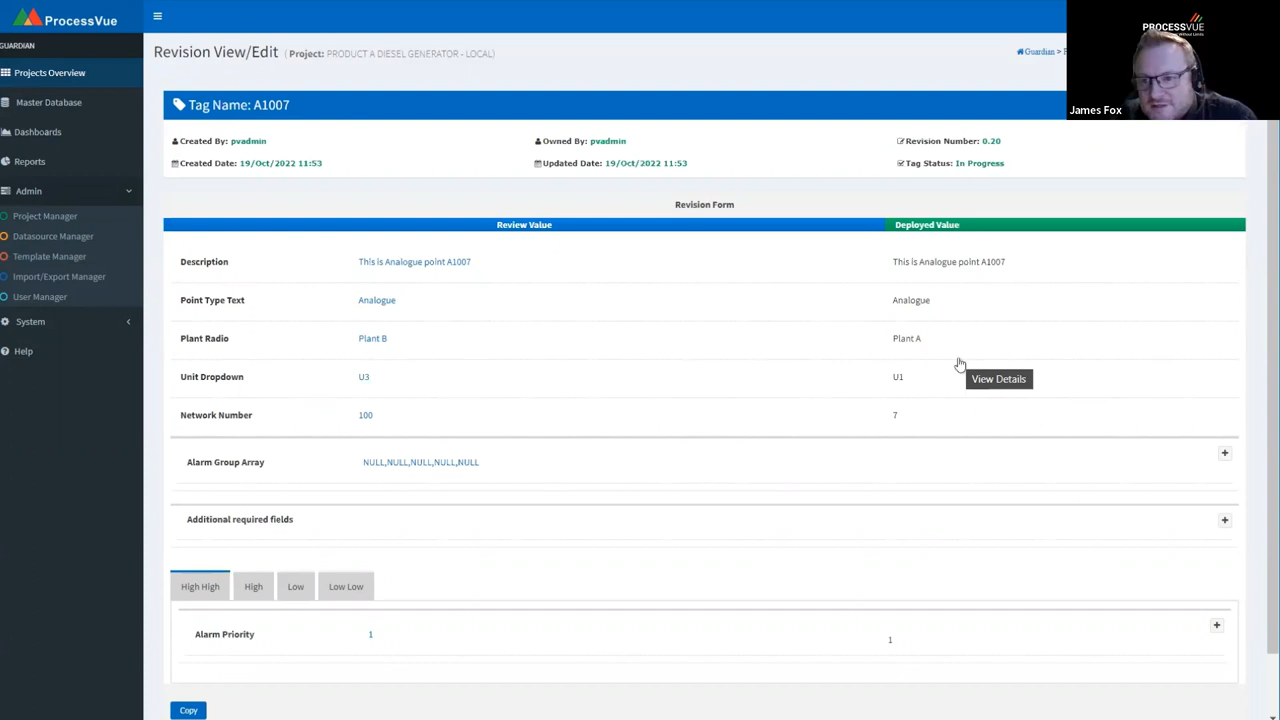 ProcessVue
PROCESSVUE
Without Limits
James Fox
GUARDIAN
Projects Overview
Master Database
Dashboards
Reports
Admin
Project Manager
Datasource Manager
Template Manager
Import/Export Manager
User Manager
System
Help
Revision View/Edit ( Project: PRODUCT A DIESEL GENERATOR - LOCAL)
Guardian >
Tag Name: A1007
Created By: pvadmin
Owned By: pvadmin
Revision Number: 0.20
Created Date: 19/Oct/2022 11:53
Updated Date: 19/Oct/2022 11:53
Tag Status: In Progress
Revision Form
Review Value
Deployed Value
Description
This is Analogue point A1007
This is Analogue point A1007
Point Type Text
Analogue
Analogue
Plant Radio
Plant B
Plant A
Unit Dropdown
U3
U1
View Details
Network Number
100
7
Alarm Group Array
NULL,NULL,NULL,NULL,NULL
+
Additional required fields
+
High High
High
Low
Low Low
Alarm Priority
1
1
+
Copy